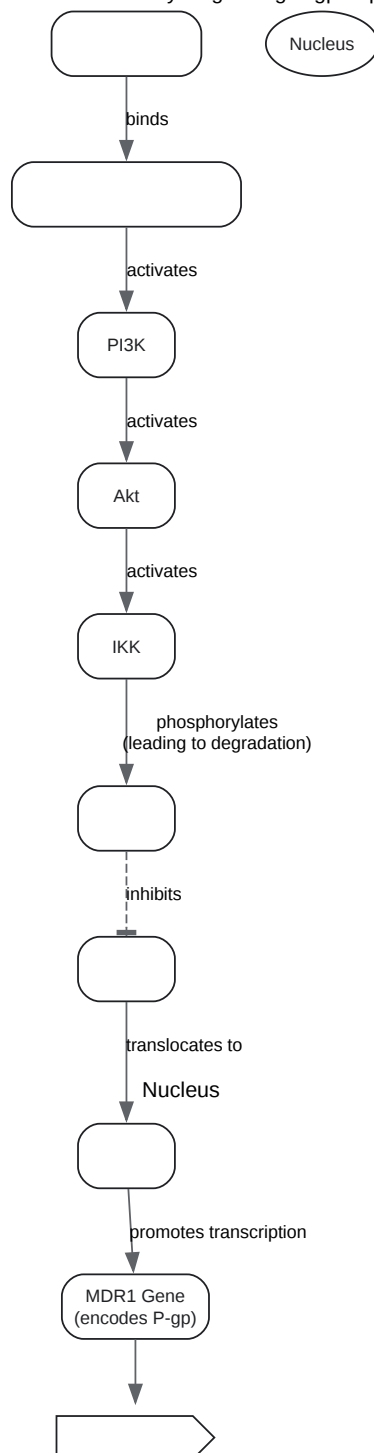 Nucleus
binds
activates
PI3K
activates
Akt
activates
IKK
phosphorylates
(leading to degradation)
inhibits
translocates to
Nucleus
promotes transcription
MDR1 Gene
(encodes P-gp)